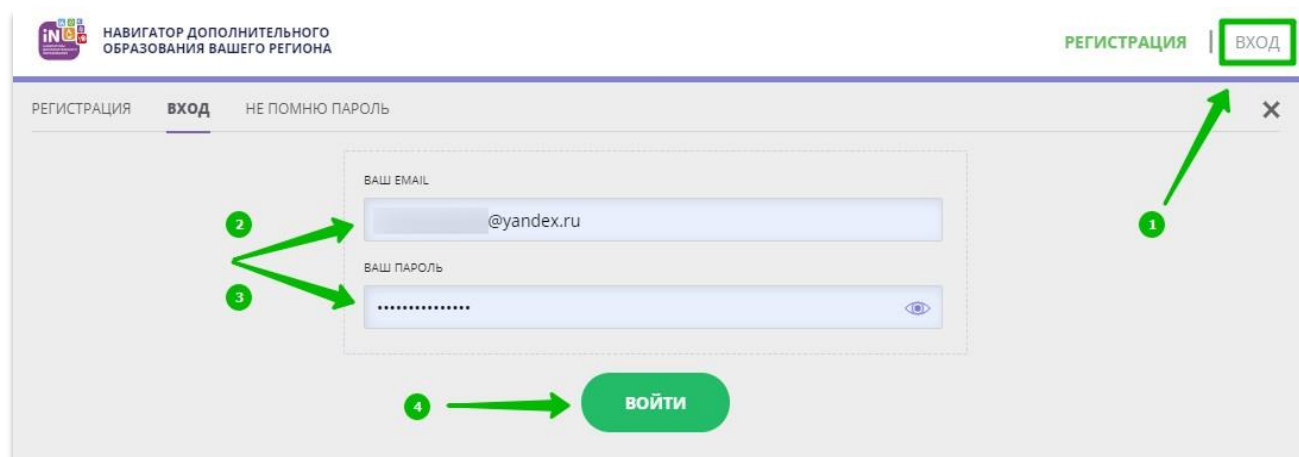 iNO
НАВИГАТОР ДОПОЛНИТЕЛЬНОГО
ОБРАЗОВАНИЯ ВАШЕГО РЕГИОНА
РЕГИСТРАЦИЯ | ВХОД
РЕГИСТРАЦИЯ ВХОД НЕ ПОМНЮ ПАРОЛЬ
ВАШ EMAIL
@yandex.ru
2
1
ВАШ ПАРОЛЬ
3
•••••••••••••••
4
ВОЙТИ